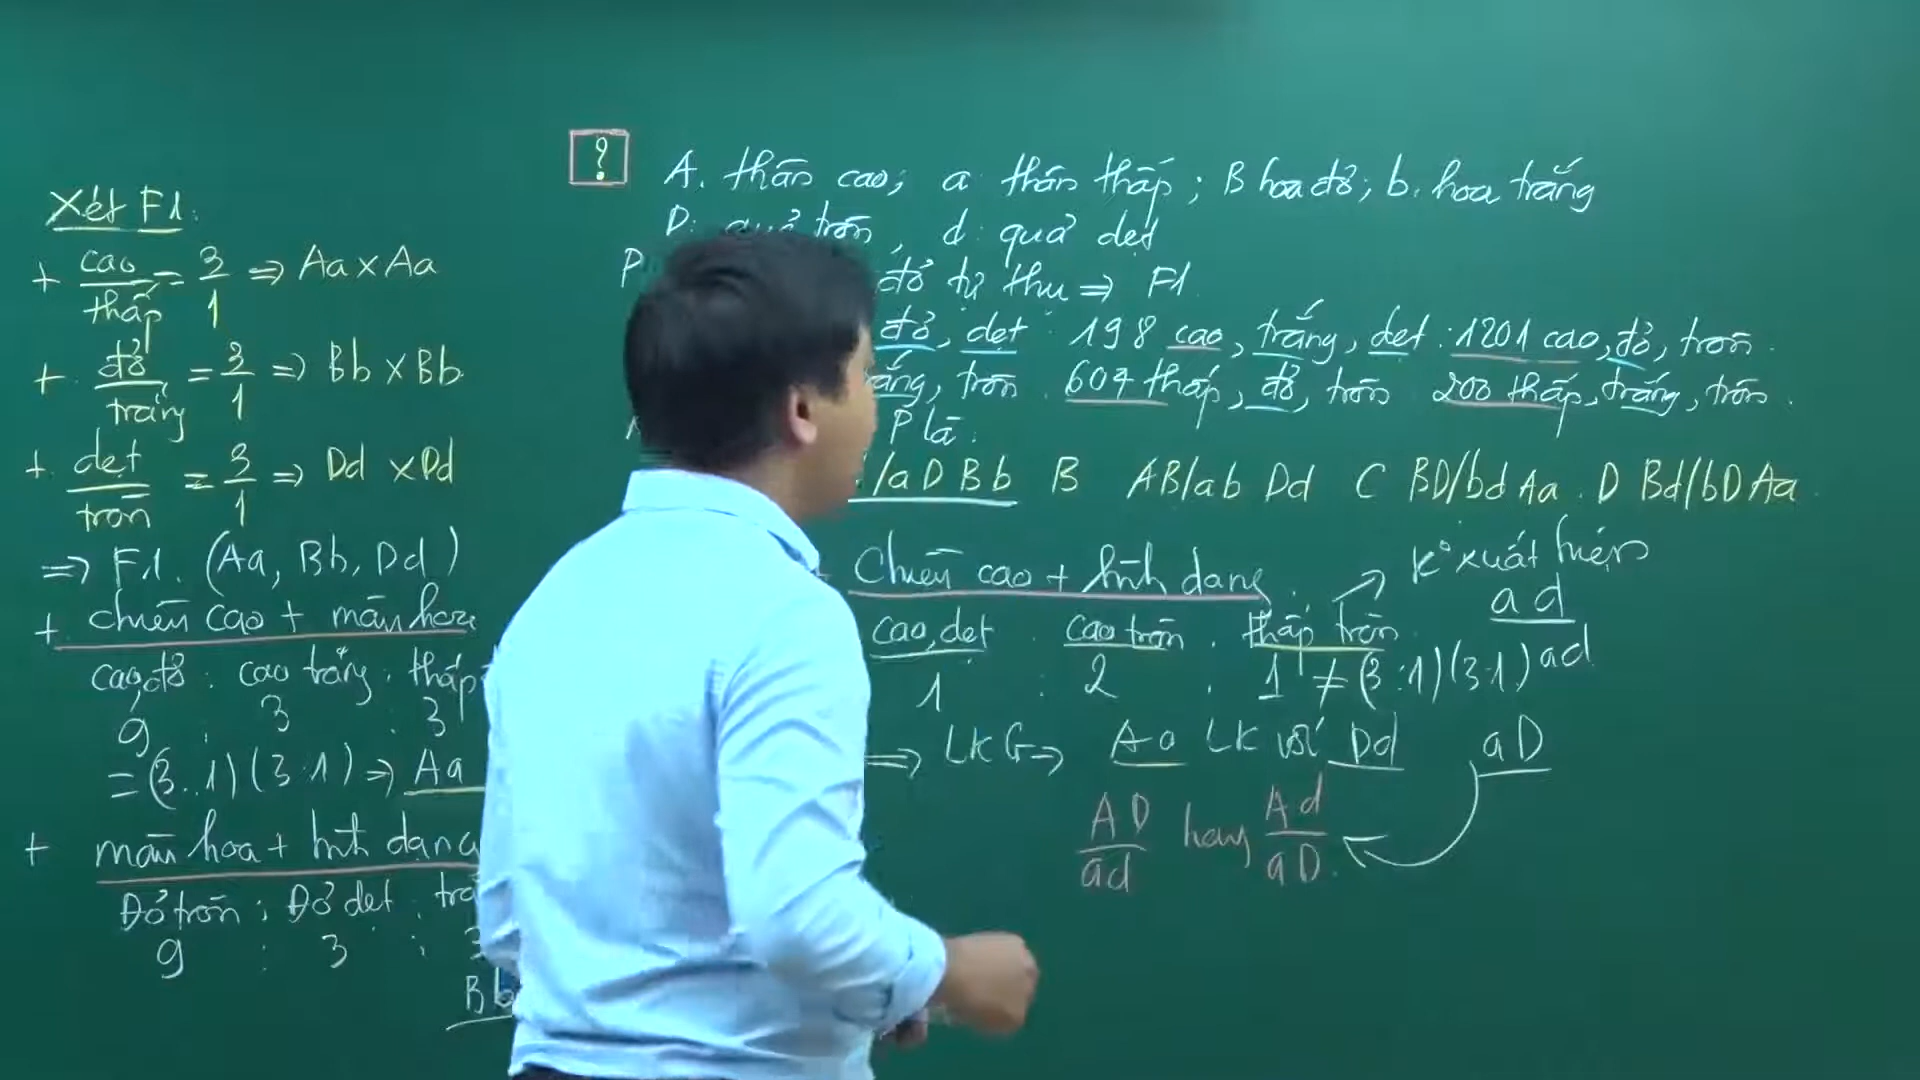 Xét F1:
+ cao/thấp = 3/1 => Aa x Aa
+ đỏ/trắng = 3/1 => Bb x Bb
+ dẹt/tròn = 3/1 => Dd x Dd
=> F1. (Aa, Bb, Dd)
+ chiều cao + màu hoa
cao, đỏ : cao trắng : thấp
9 : 3 : 3
= (3:1)(3:1) => Aa
+ màu hoa + hình dạng
Đỏ tròn : Đỏ dẹt :
9 : 3 :
Bb
?
A. thân cao; a thân thấp; B hoa đỏ; b. hoa trắng
D: quả tròn, d: quả dẹt
P đỏ tự thụ => F1
đỏ, dẹt : 198 cao, trắng, dẹt : 1201 cao, đỏ, tròn.
tròn. 604 thấp, đỏ, tròn 200 thấp, trắng, tròn.
P là:
/aD Bb B AB/ab Dd C BD/bd Aa. D Bd/bD Aa.
Chiều cao + hình dạng
K° xuất hiện
ad/ad
cao, dẹt : cao tròn : thấp tròn
1 : 2 : 1 ≠ (3:1)(3:1)
=> LKG => Aa LK với Dd
aD
AD/ad hay Ad/aD.